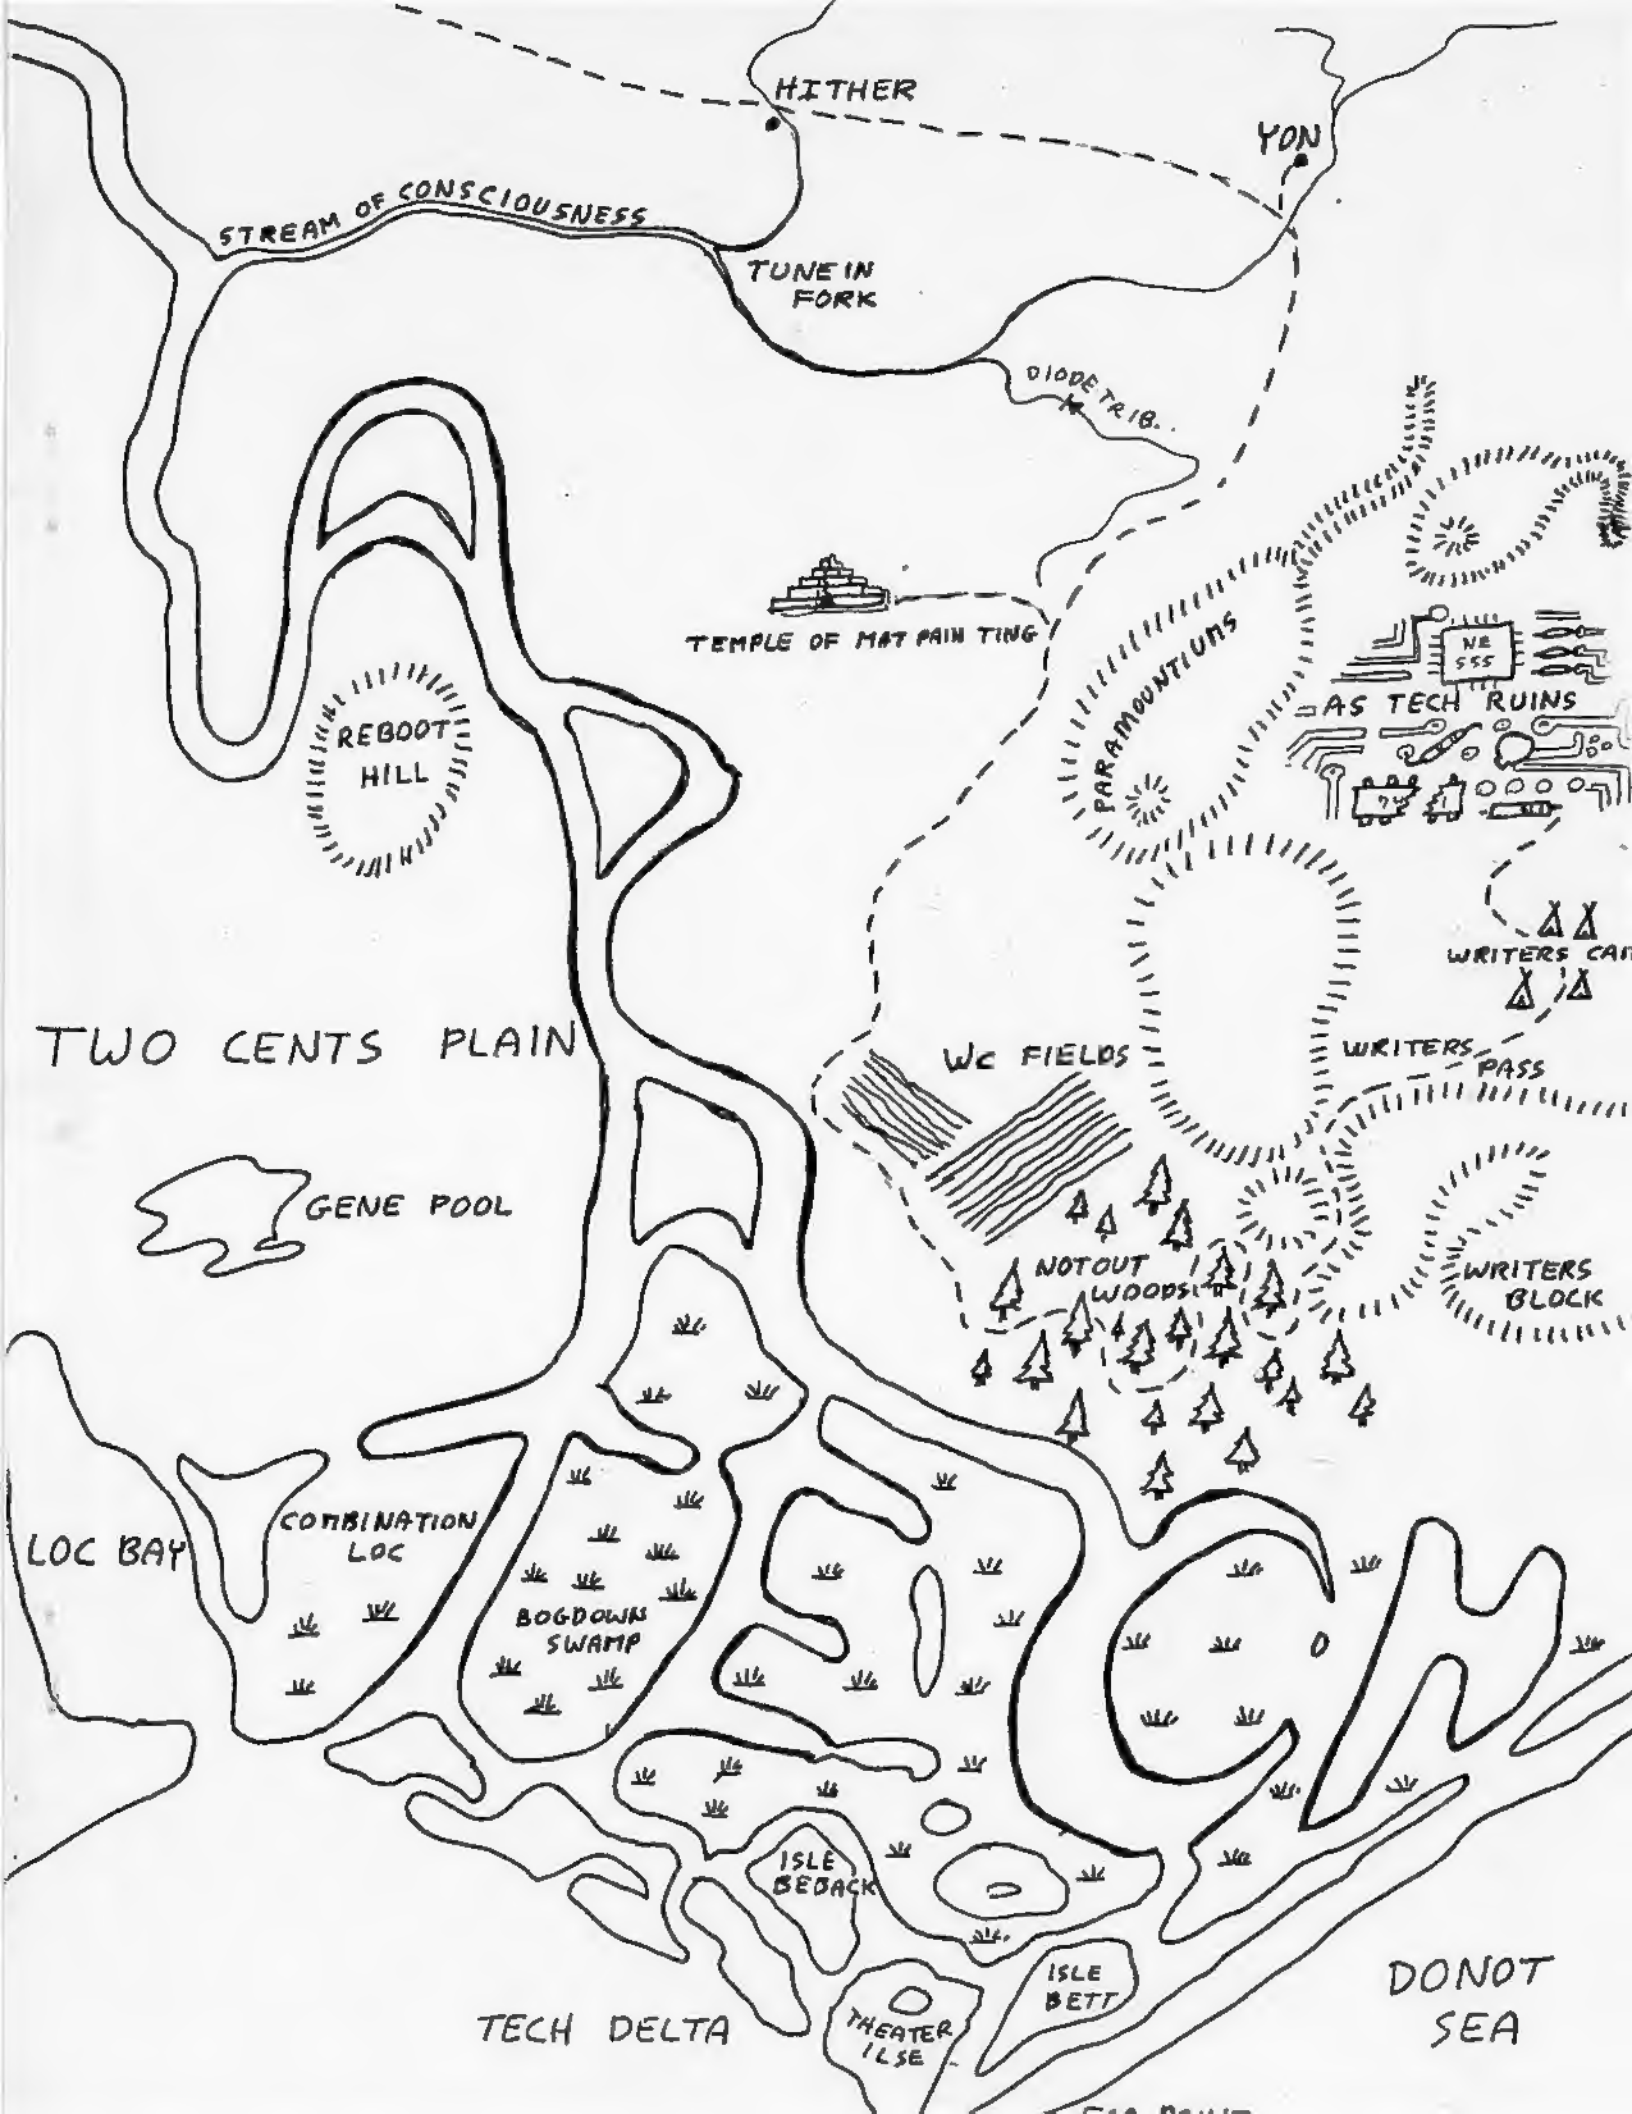 HITHER
YON
STREAM OF CONSCIOUSNESS
TUNE IN
FORK
DIODE TRIB.
TEMPLE OF MAT PAIN TING
PARAMOUNTIUMS
NE
555
AS TECH RUINS
REBOOT
HILL
WRITERS
TWO CENTS PLAIN
WC FIELDS
WRITERS
PASS
GENE POOL
NOTOUT
WOODS
WRITERS
BLOCK
LOC BAY
COMBINATION
LOC
BOGDOWN
SWAMP
ISLE
BEBACK
ISLE
BETT
DONOT
SEA
TECH DELTA
THEATER
ILSE